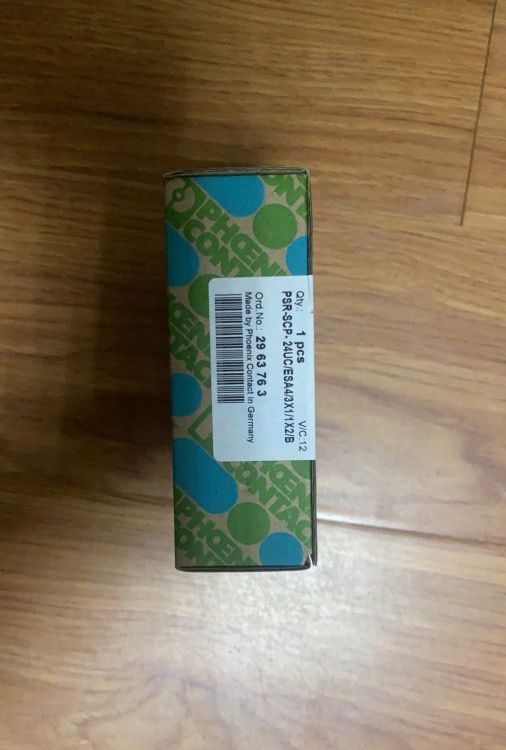 Qty.: 1 pcs V/C:12
PSR-SCP- 24UC/ESA4/3X1/1X2/B
Ord.No.: 29 63 76 3
Made by Phoenix Contact in Germany
PHŒNIX
CONTACT